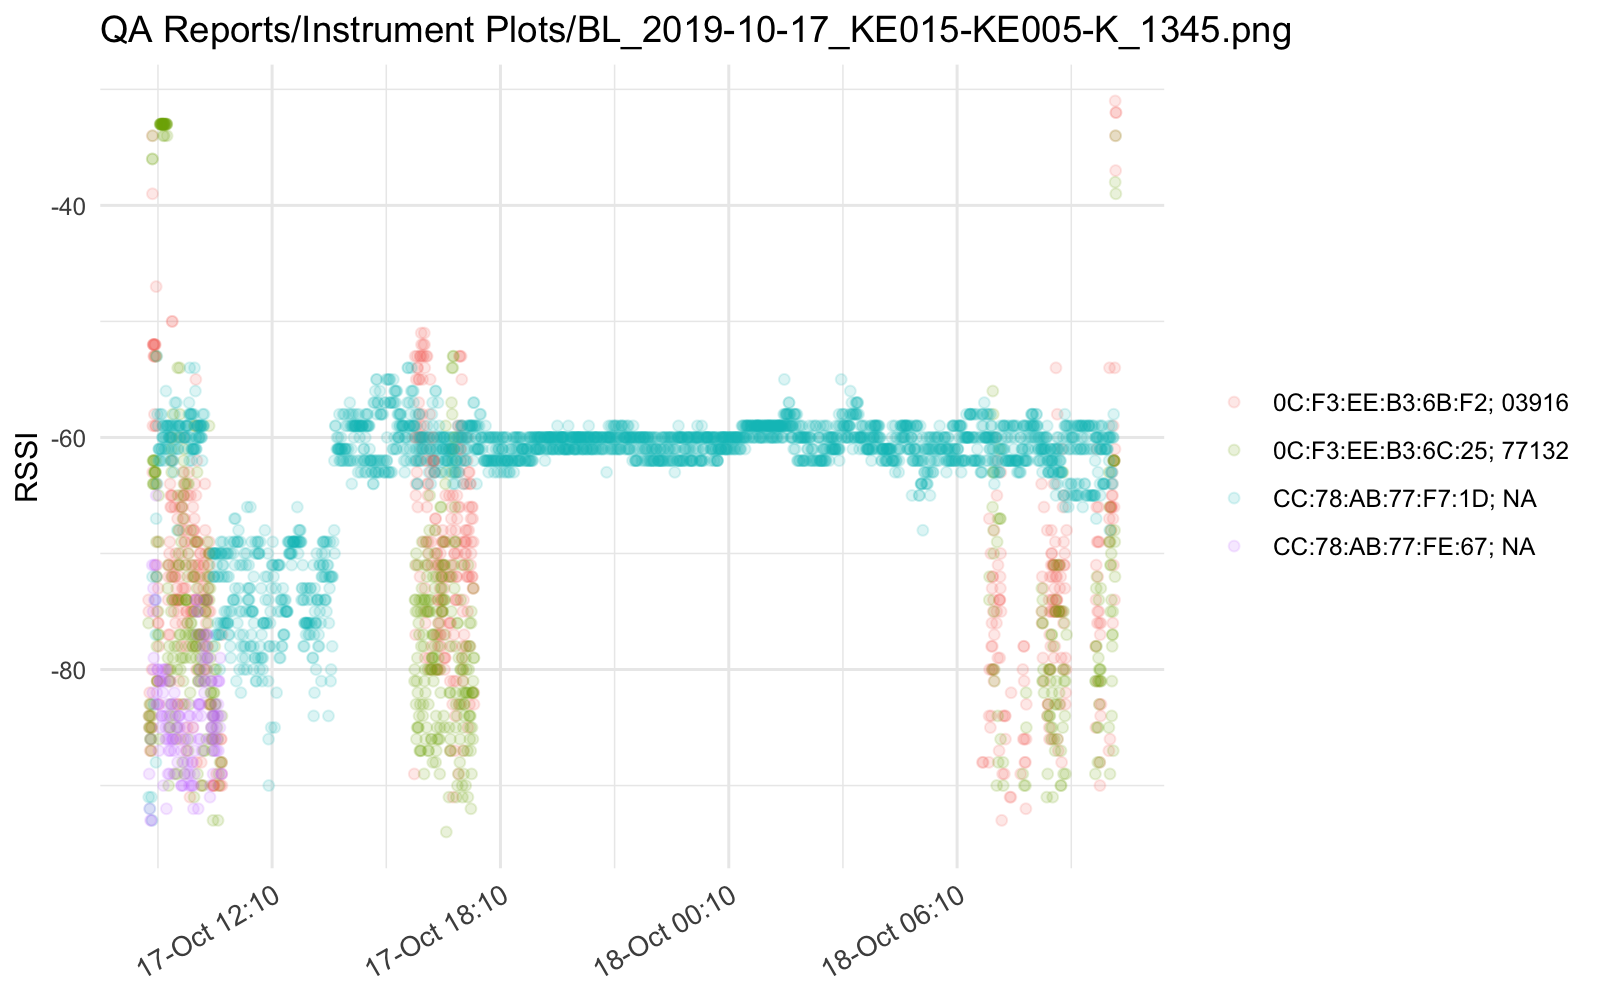 QA Reports/Instrument Plots/BL_2019-10-17_KE015-KE005-K_1345.png
RSSI
-40
-60
-80
17-Oct 12:10
17-Oct 18:10
18-Oct 00:10
18-Oct 06:10
0C:F3:EE:B3:6B:F2; 03916
0C:F3:EE:B3:6C:25; 77132
CC:78:AB:77:F7:1D; NA
CC:78:AB:77:FE:67; NA